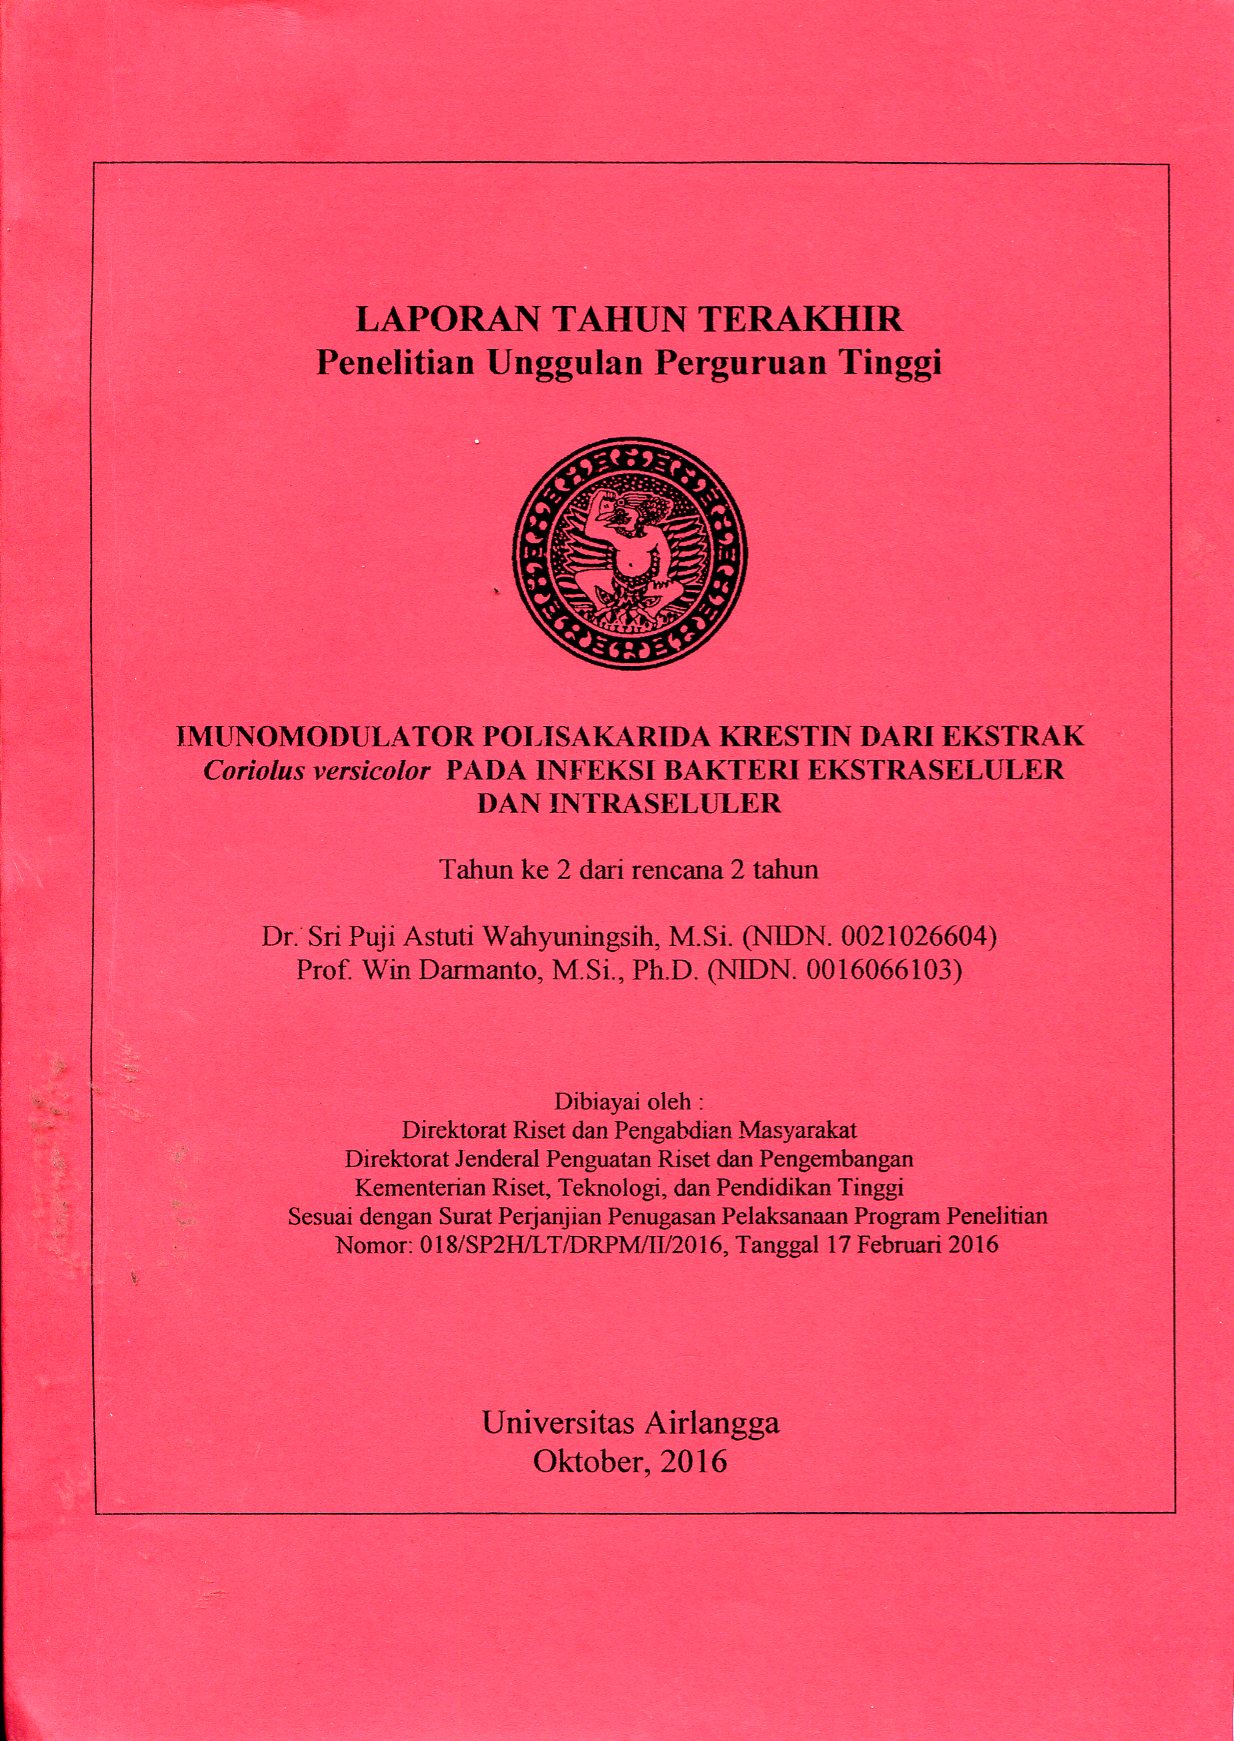 LAPORAN TAHUN TERAKHIR
Penelitian Unggulan Perguruan Tinggi
IMUNOMODULATOR POLISAKARIDA KRESTIN DARI EKSTRAK
Coriolus versicolor PADA INFEKSI BAKTERI EKSTRASELULER
DAN INTRASELULER
Tahun ke 2 dari rencana 2 tahun
Dr. Sri Puji Astuti Wahyuningsih, M.Si. (NIDN. 0021026604)
Prof. Win Darmanto, M.Si., Ph.D. (NIDN. 0016066103)
Dibiayai oleh :
Direktorat Riset dan Pengabdian Masyarakat
Direktorat Jenderal Penguatan Riset dan Pengembangan
Kementerian Riset, Teknologi, dan Pendidikan Tinggi
Sesuai dengan Surat Perjanjian Penugasan Pelaksanaan Program Penelitian
Nomor: 018/SP2H/LT/DRPM/II/2016, Tanggal 17 Februari 2016
Universitas Airlangga
Oktober, 2016